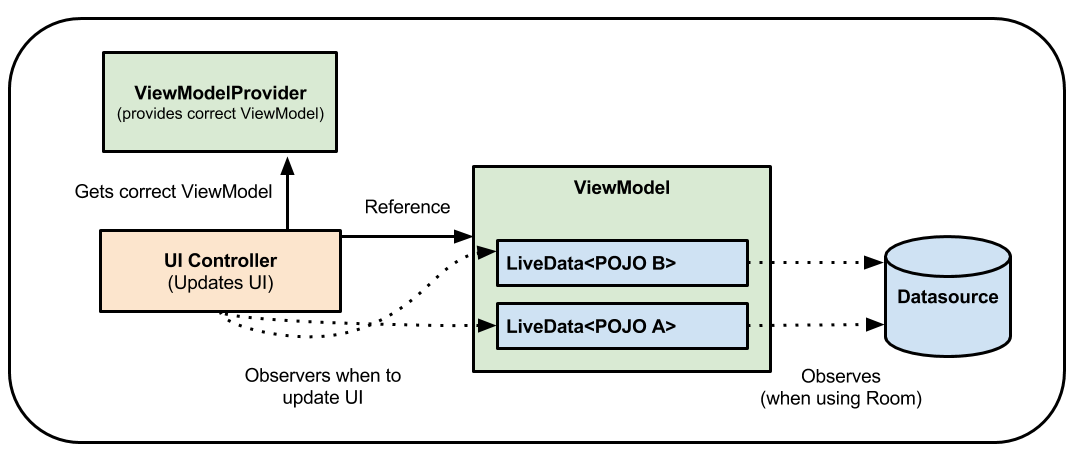 ViewModelProvider
(provides correct ViewModel)
Gets correct ViewModel
Reference
ViewModel
UI Controller
(Updates UI)
LiveData<POJO B>
LiveData<POJO A>
Datasource
Observers when to
update UI
Observes
(when using Room)